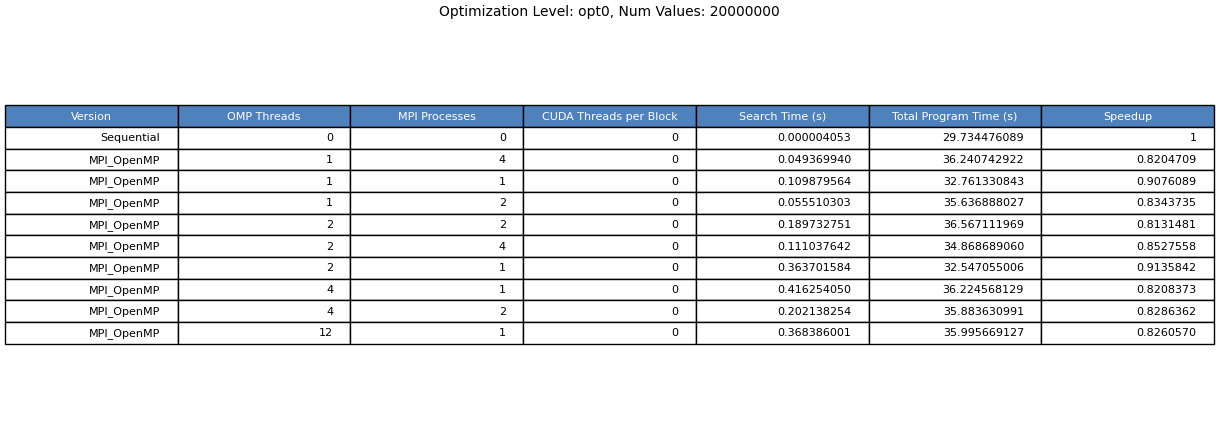 Optimization Level: opt0, Num Values: 20000000
Version OMP Threads MPI Processes CUDA Threads per Block Search Time (s) Total Program Time (s) Speedup
Sequential 0 0 0 0.000004053 29.734476089 1
MPI_OpenMP 1 4 0 0.049369940 36.240742922 0.8204709
MPI_OpenMP 1 1 0 0.109879564 32.761330843 0.9076089
MPI_OpenMP 1 2 0 0.055510303 35.636888027 0.8343735
MPI_OpenMP 2 2 0 0.189732751 36.567111969 0.8131481
MPI_OpenMP 2 4 0 0.111037642 34.868689060 0.8527558
MPI_OpenMP 2 1 0 0.363701584 32.547055006 0.9135842
MPI_OpenMP 4 1 0 0.416254050 36.224568129 0.8208373
MPI_OpenMP 4 2 0 0.202138254 35.883630991 0.8286362
MPI_OpenMP 12 1 0 0.368386001 35.995669127 0.8260570